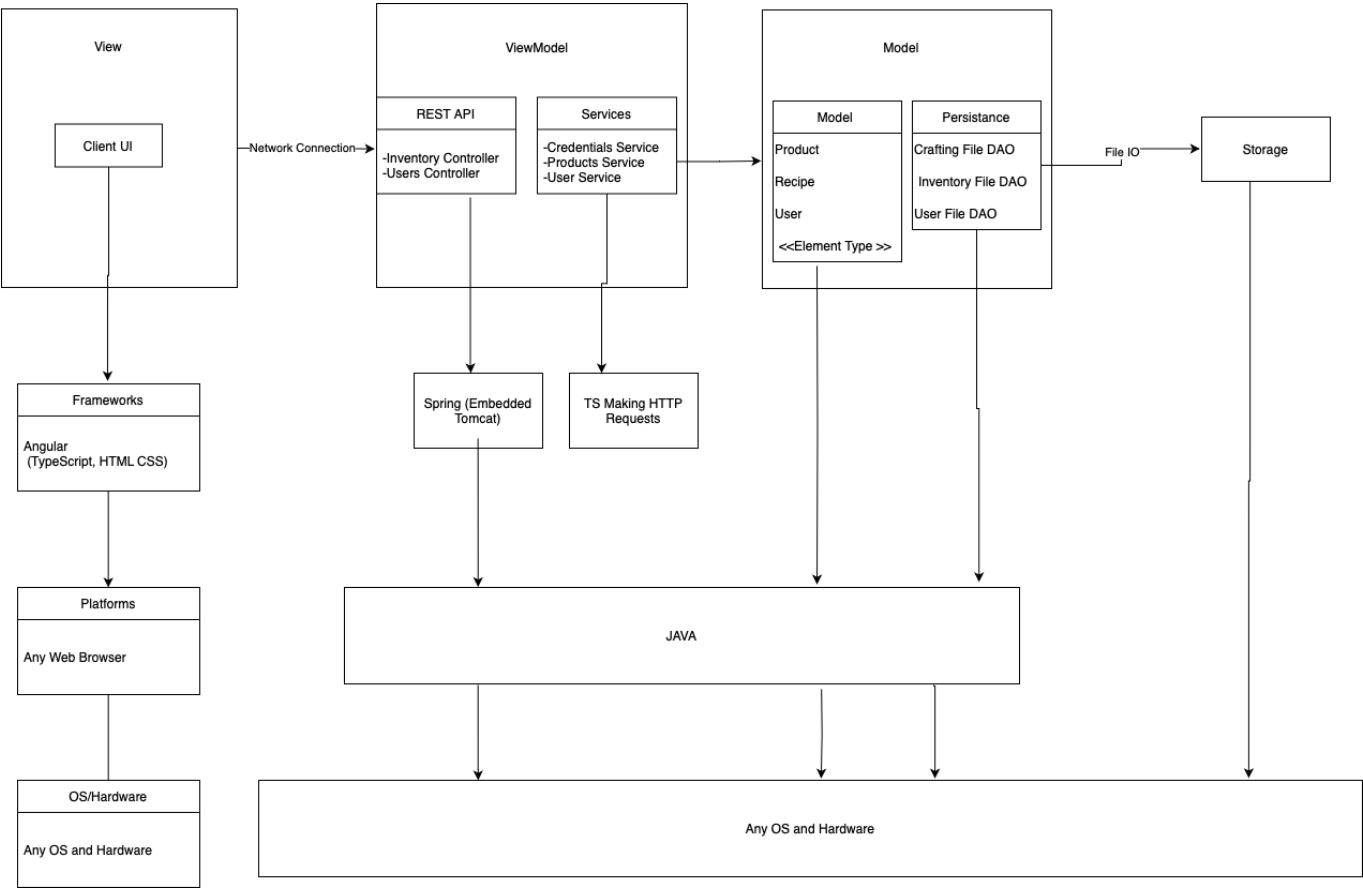 View
ViewModel
Model
Client UI
Network Connection
REST API
-Inventory Controller
-Users Controller
Services
-Credentials Service
-Products Service
-User Service
Model
Product
Recipe
User
<<Element Type >>
Persistance
Crafting File DAO
Inventory File DAO
User File DAO
File IO
Storage
Frameworks
Angular
(TypeScript, HTML CSS)
Spring (Embedded
Tomcat)
TS Making HTTP
Requests
Platforms
Any Web Browser
JAVA
OS/Hardware
Any OS and Hardware
Any OS and Hardware